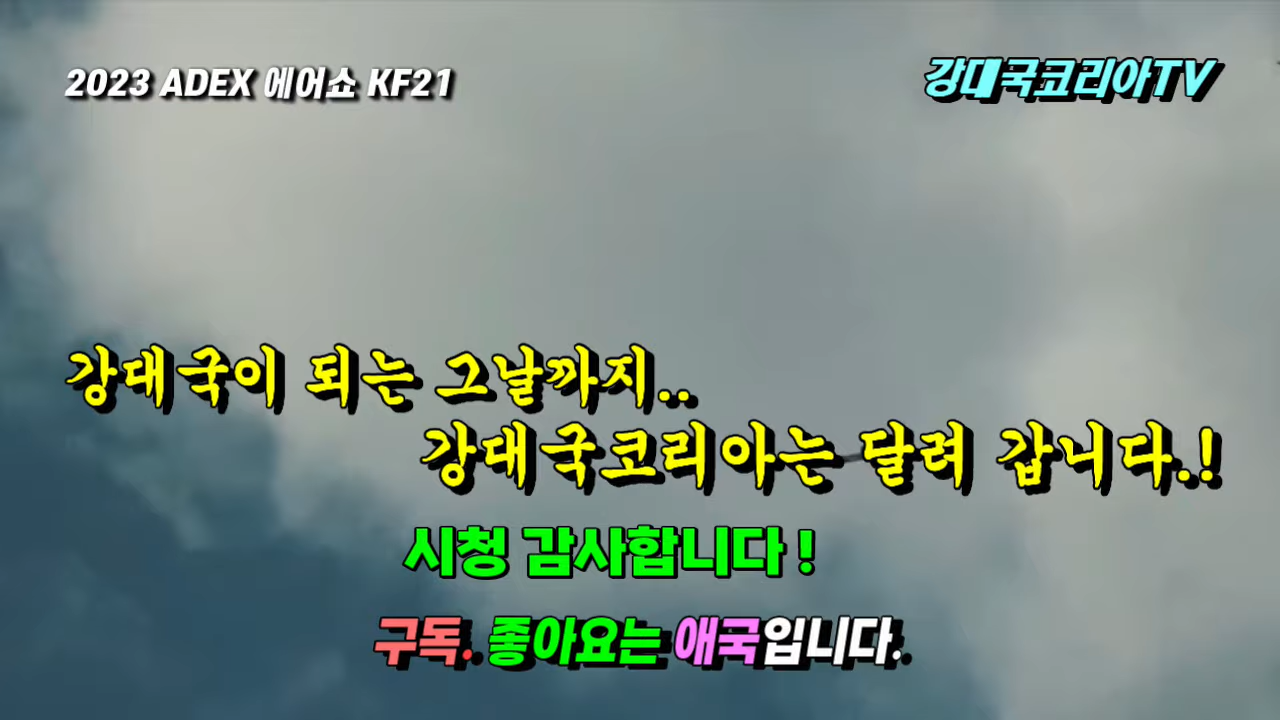 2023 ADEX 에어쇼 KF21
강대국코리아TV
강대국이 되는 그날까지..
강대국코리아는 달려 갑니다.!
시청 감사합니다 !
구독. 좋아요는 애국입니다.